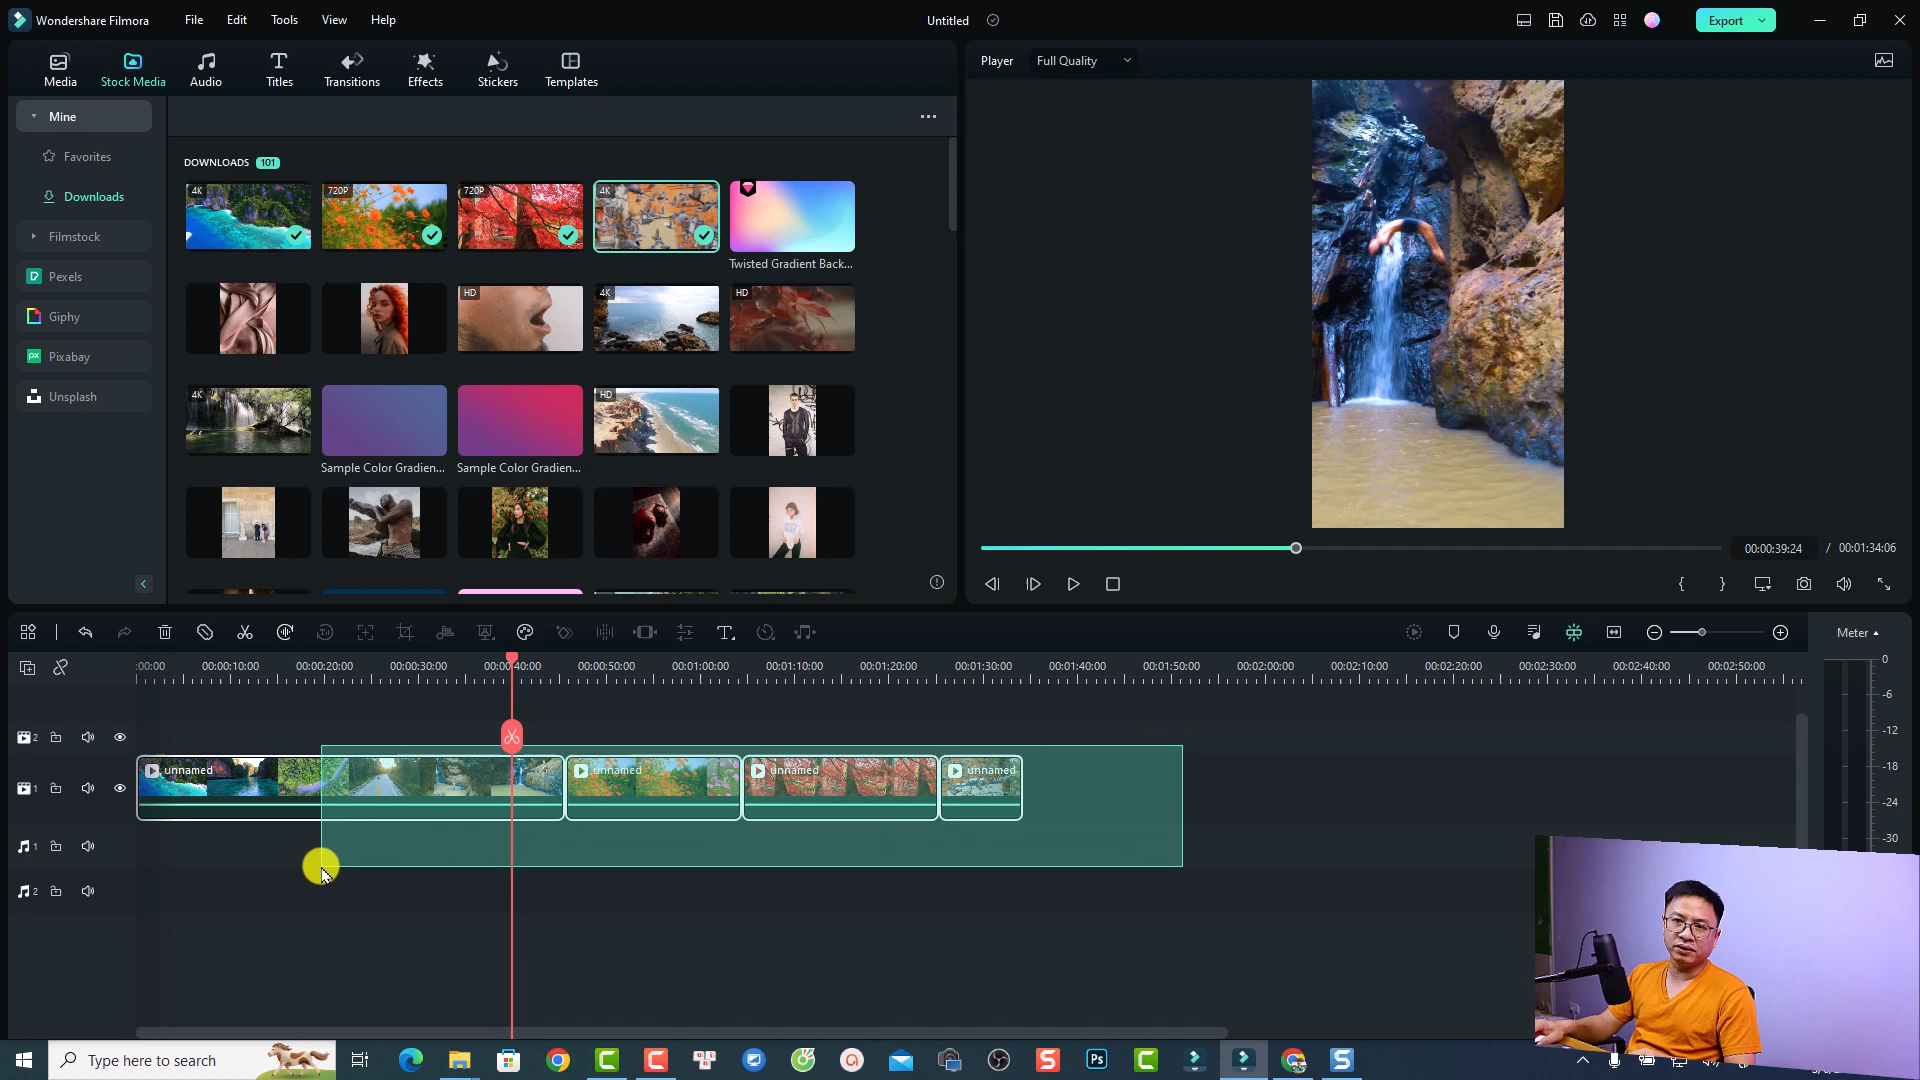 Wondershare Filmora File Edit Tools View Help Untitled Export
Media Stock Media Audio Titles Transitions Effects Stickers Templates
Player Full Quality
Mine
Favorites
Downloads
Filmstock
Pexels
Giphy
Pixabay
Unsplash
DOWNLOADS 101
4K 720P 720P 4K
Twisted Gradient Back...
HD 4K HD
4K HD
Sample Color Gradien... Sample Color Gradien...
00:00:39:24 / 00:01:34:06
Meter
:00:00 00:00:10:00 00:00:20:00 00:00:30:00 00:00:40:00 00:00:50:00 00:01:00:00 00:01:10:00 00:01:20:00 00:01:30:00 00:01:40:00 00:01:50:00 00:02:00:00 00:02:10:00 00:02:20:00 00:02:30:00 00:02:40:00 00:02:50:00
0
-6
-12
-18
-24
-30
2
1 unnamed unnamed unnamed unnamed
1
2
Type here to search
Ps